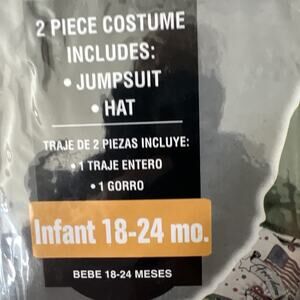 2 PIECE COSTUME
INCLUDES:
• JUMPSUIT
• HAT
TRAJE DE 2 PIEZAS INCLUYE:
• 1 TRAJE ENTERO
• 1 GORRO
Infant 18-24 mo.
BEBE 18-24 MESES